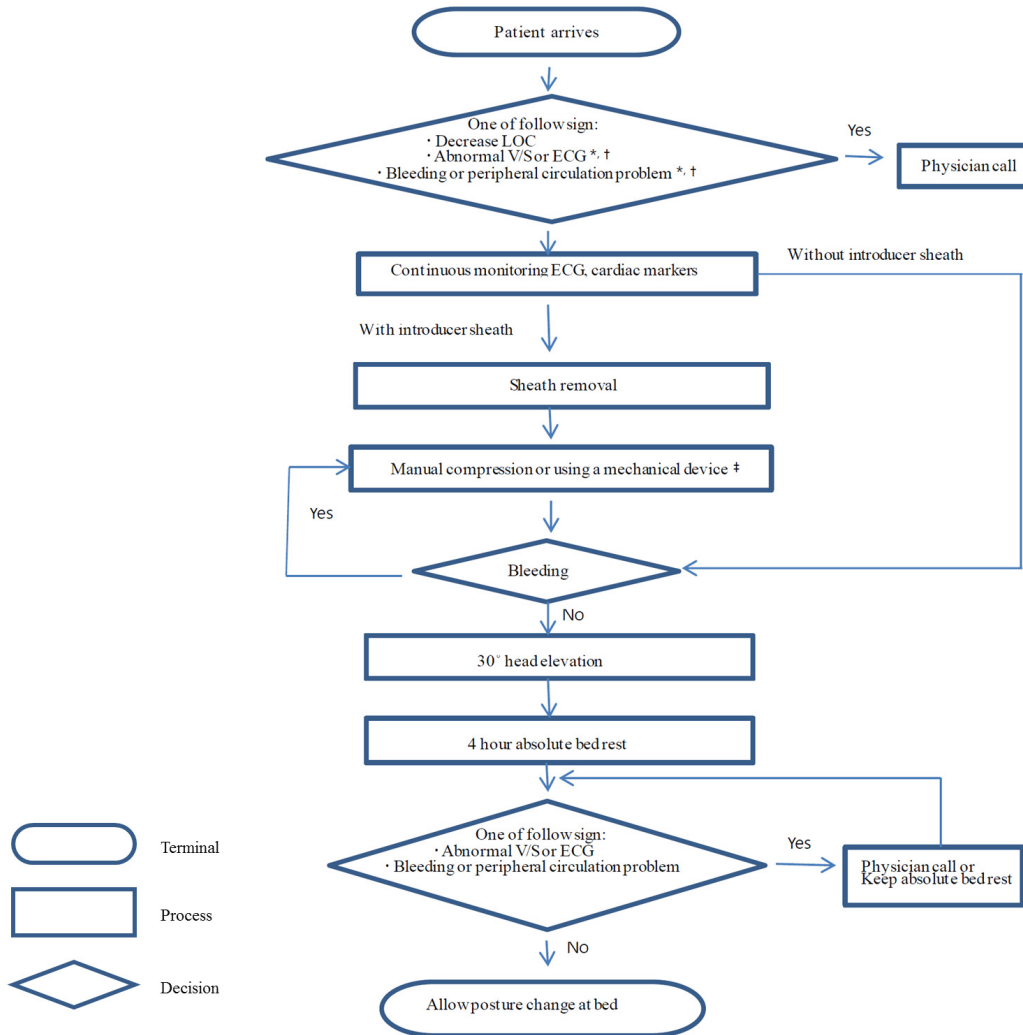 Patient arrives
One of follow sign:
· Decrease LOC
· Abnormal V/S or ECG *, †
· Bleeding or peripheral circulation problem *, †
Yes
Physician call
Continuous monitoring ECG, cardiac markers
Without introducer sheath
With introducer sheath
Sheath removal
Manual compression or using a mechanical device ‡
Yes
Bleeding
No
30° head elevation
4 hour absolute bed rest
One of follow sign:
· Abnormal V/S or ECG
· Bleeding or peripheral circulation problem
Yes
Physician call or
Keep absolute bed rest
No
Allow posture change at bed
Terminal
Process
Decision